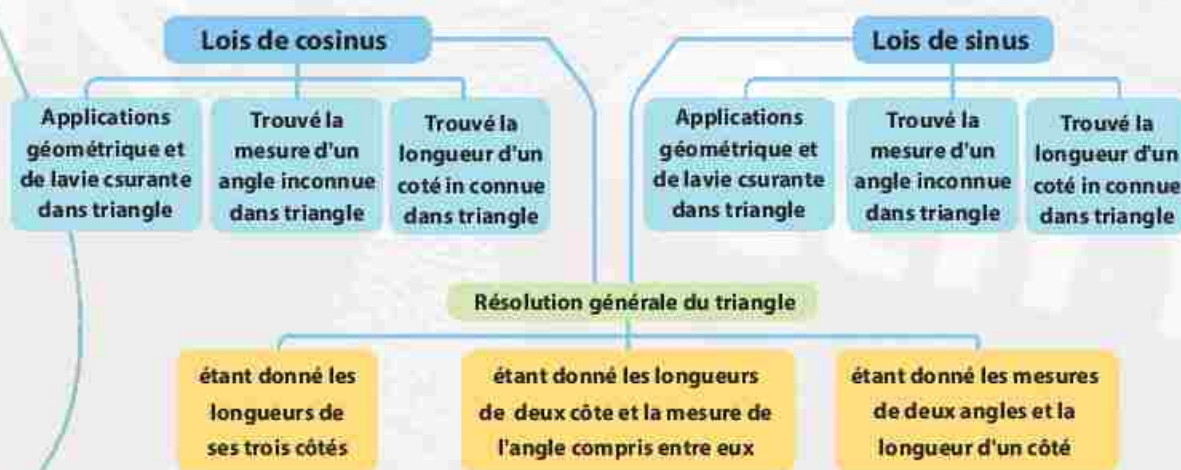 Lois de cosinus
Applications
géométrique et
de lavie csurante
dans triangle
Trouvé la
mesure d'un
angle inconnue
dans triangle
Trouvé la
longueur d'un
coté in connue
dans triangle
Lois de sinus
Applications
géométrique et
de lavie csurante
dans triangle
Trouvé la
mesure d'un
angle inconnue
dans triangle
Trouvé la
longueur d'un
coté in connue
dans triangle
Résolution générale du triangle
étant donné les
longueurs de
ses trois côtés
étant donné les longueurs
de deux côte et la mesure de
l'angle compris entre eux
étant donné les mesures
de deux angles et la
longueur d'un côté